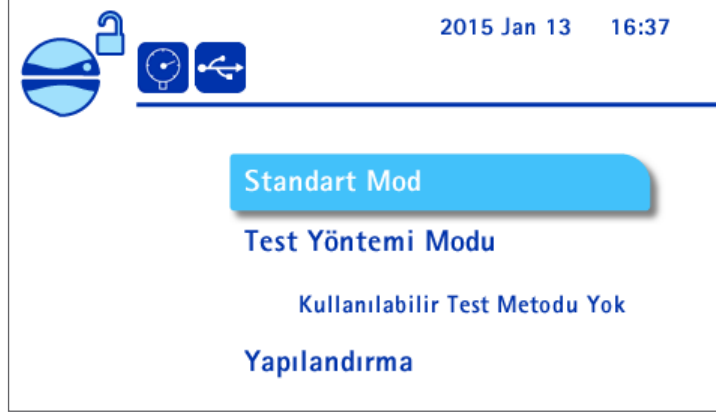 2015 Jan 13 16:37
Standart Mod
Test Yöntemi Modu
Kullanılabilir Test Metodu Yok
Yapılandırma